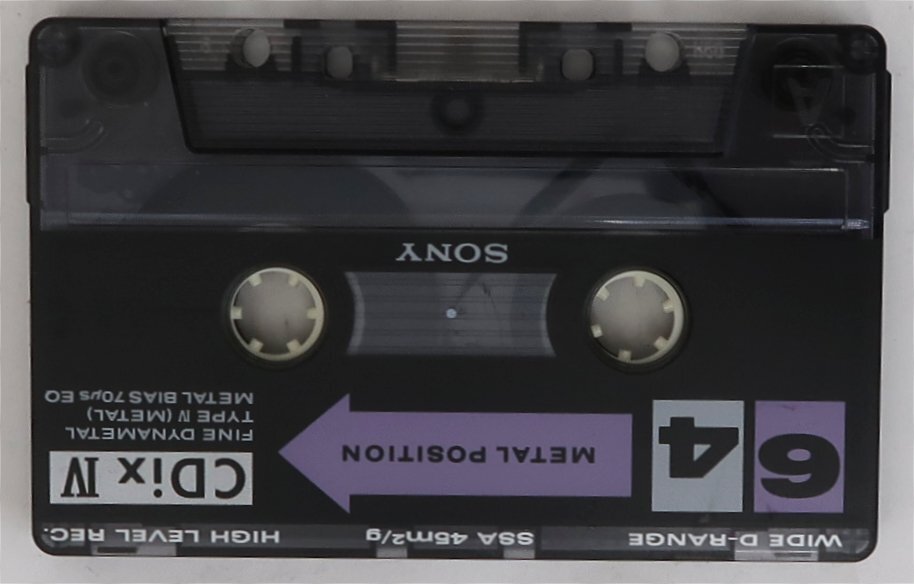 WIDE D-RANGE SSA 45m²/g HIGH LEVEL REC.
64
METAL POSITION
CDix IV
FINE DYNAMETAL
TYPE IV (METAL)
METAL BIAS 70μs EQ
SONY
A